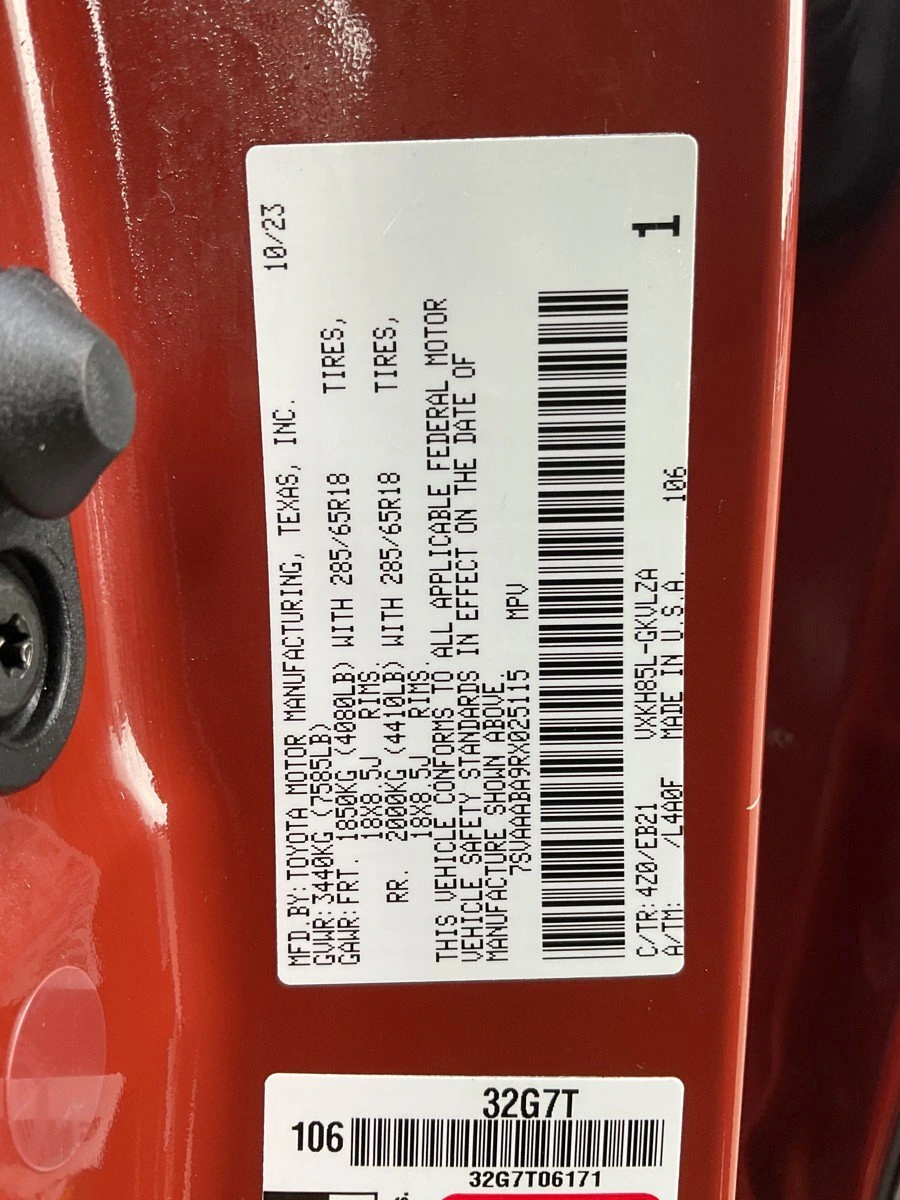 10/23
MFD.BY:TOYOTA MOTOR MANUFACTURING, TEXAS, INC.
GVWR:3440KG (7585LB)
GAWR:FRT. 1850KG (4080LB) WITH 285/65R18 TIRES,
18X8.5J RIMS.
RR. 2000KG (4410LB) WITH 285/65R18 TIRES,
18X8.5J RIMS.
THIS VEHICLE CONFORMS TO ALL APPLICABLE FEDERAL MOTOR
VEHICLE SAFETY STANDARDS IN EFFECT ON THE DATE OF
MANUFACTURE SHOWN ABOVE.
7SVAAABA9RX025115 MPV
C/TR:4Z0/EB21 VXKH85L-GKVLZA
A/TM: /L4A0F MADE IN U.S.A. 106
1
32G7T
106
32G7T06171